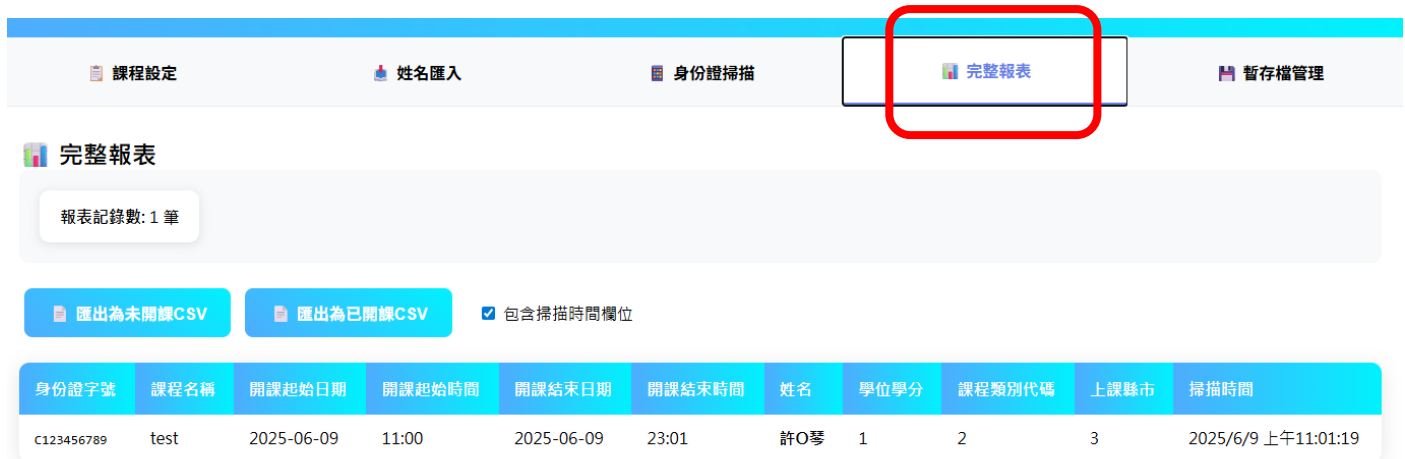 課程設定 姓名匯入 身份證掃描 完整報表 暫存檔管理
完整報表
報表記錄數: 1 筆
匯出為未開課CSV 匯出為已開課CSV 包含掃描時間欄位
身份證字號 課程名稱 開課起始日期 開課起始時間 開課結束日期 開課結束時間 姓名 學位學分 課程類別代碼 上課縣市 掃描時間
C123456789 test 2025-06-09 11:00 2025-06-09 23:01 許O琴 1 2 3 2025/6/9 上午11:01:19